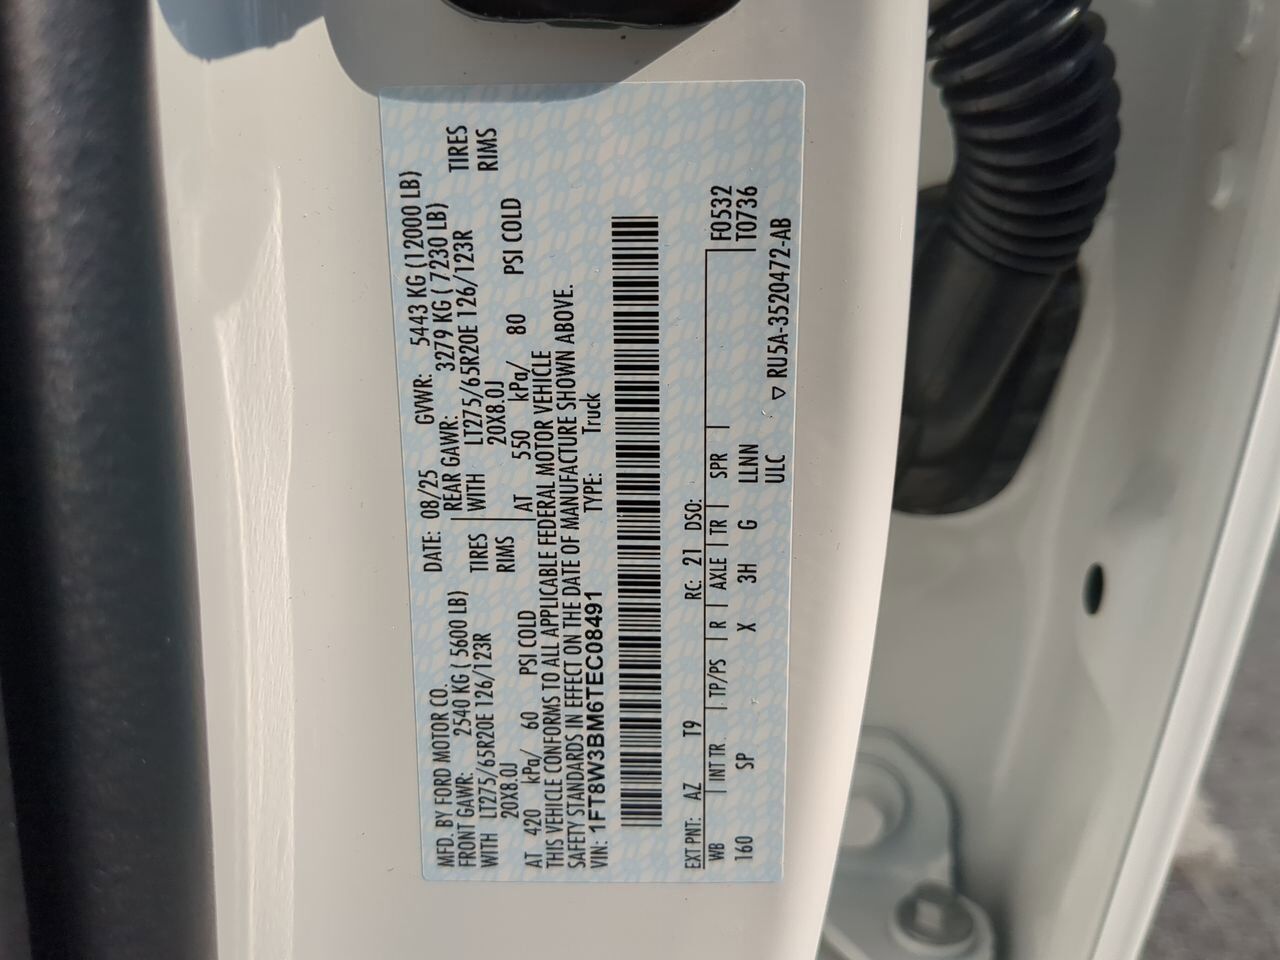 MFD. BY FORD MOTOR CO.
DATE: 08/25 GVWR: 5443 KG (12000 LB)
FRONT GAWR: 2540 KG ( 5600 LB)
REAR GAWR: 3279 KG ( 7230 LB)
WITH LT275/65R20E 126/123R TIRES
WITH LT275/65R20E 126/123R TIRES
20X8.0J RIMS
20X8.0J RIMS
AT 420 kPa/ 60 PSI COLD
AT 550 kPa/ 80 PSI COLD
THIS VEHICLE CONFORMS TO ALL APPLICABLE FEDERAL MOTOR VEHICLE
SAFETY STANDARDS IN EFFECT ON THE DATE OF MANUFACTURE SHOWN ABOVE.
VIN: 1FT8W3BM6TEC08491 TYPE: Truck
EXT PNT: AZ T9 RC: 21 DSO: F0532
WB INT TR. TP/PS R AXLE TR SPR T0736
160 SP X 3H G LLNN
ULC
▽ RU5A-3520472-AB